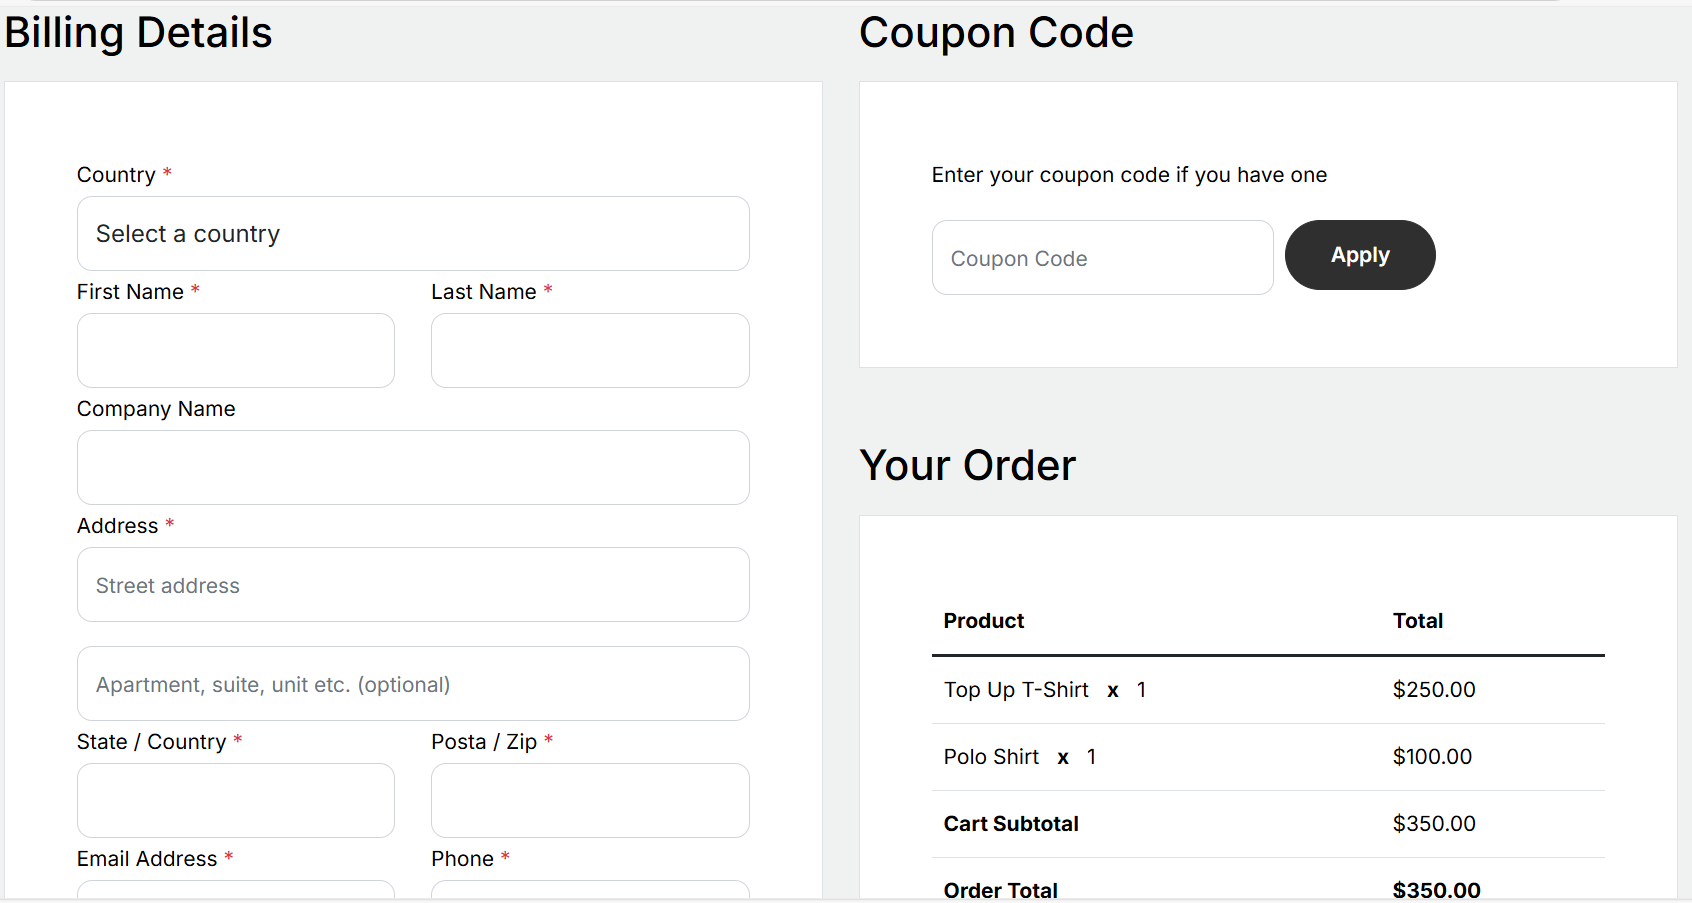 Billing Details
Country *
Select a country
First Name * Last Name *
Company Name
Address *
Street address
Apartment, suite, unit etc. (optional)
State / Country * Posta / Zip *
Email Address * Phone *
Coupon Code
Enter your coupon code if you have one
Coupon Code Apply
Your Order
Product Total
Top Up T-Shirt x 1 $250.00
Polo Shirt x 1 $100.00
Cart Subtotal $350.00
Order Total $350.00